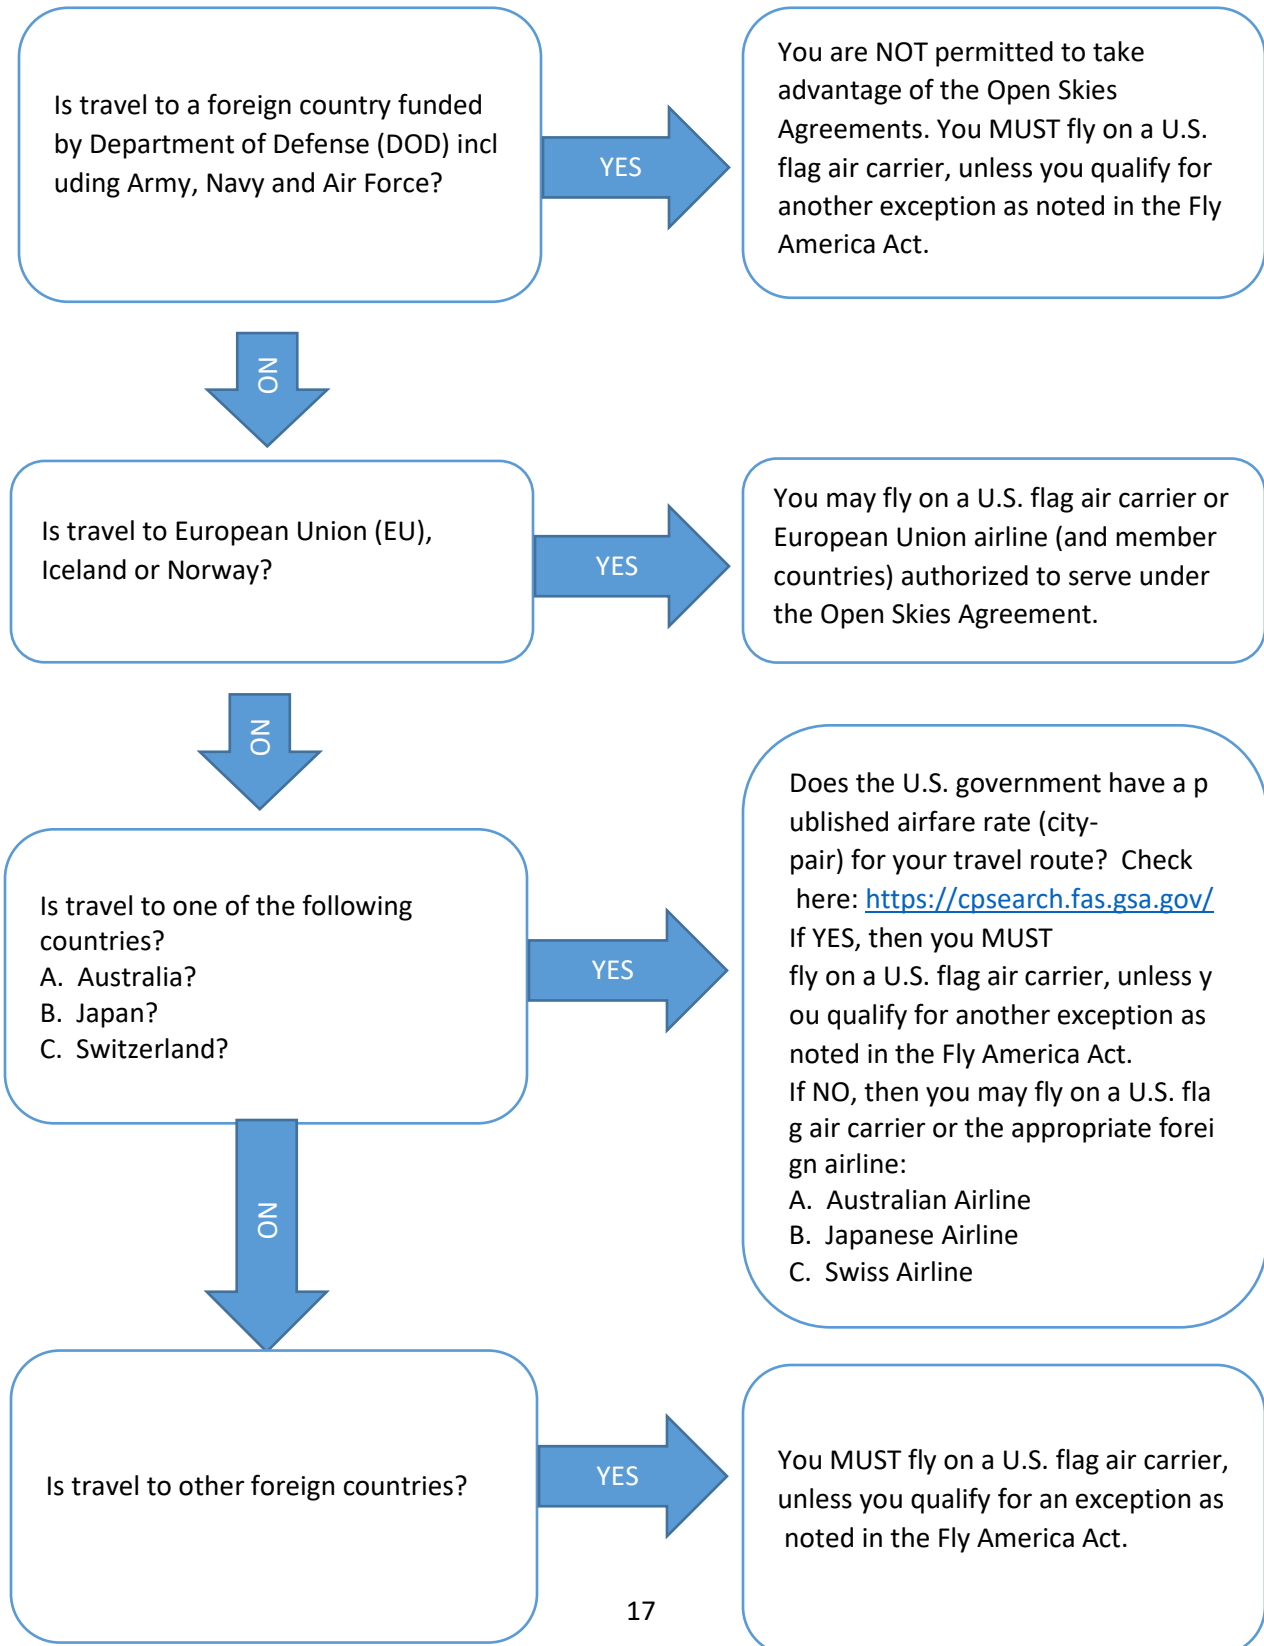 Is travel to a foreign country funded
by Department of Defense (DOD) incl
uding Army, Navy and Air Force?
YES
You are NOT permitted to take
advantage of the Open Skies
Agreements. You MUST fly on a U.S.
flag air carrier, unless you qualify for
another exception as noted in the Fly
America Act.
NO
Is travel to European Union (EU),
Iceland or Norway?
YES
You may fly on a U.S. flag air carrier or
European Union airline (and member
countries) authorized to serve under
the Open Skies Agreement.
NO
Is travel to one of the following
countries?
A. Australia?
B. Japan?
C. Switzerland?
YES
Does the U.S. government have a p
ublished airfare rate (city-
pair) for your travel route? Check
here: https://cpsearch.fas.gsa.gov/
If YES, then you MUST
fly on a U.S. flag air carrier, unless y
ou qualify for another exception as
noted in the Fly America Act.
If NO, then you may fly on a U.S. fla
g air carrier or the appropriate forei
gn airline:
A. Australian Airline
B. Japanese Airline
C. Swiss Airline
NO
Is travel to other foreign countries?
YES
You MUST fly on a U.S. flag air carrier,
unless you qualify for an exception as
noted in the Fly America Act.
17